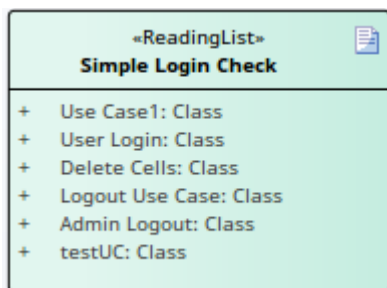 «ReadingList»
Simple Login Check
+ Use Case1: Class
+ User Login: Class
+ Delete Cells: Class
+ Logout Use Case: Class
+ Admin Logout: Class
+ testUC: Class